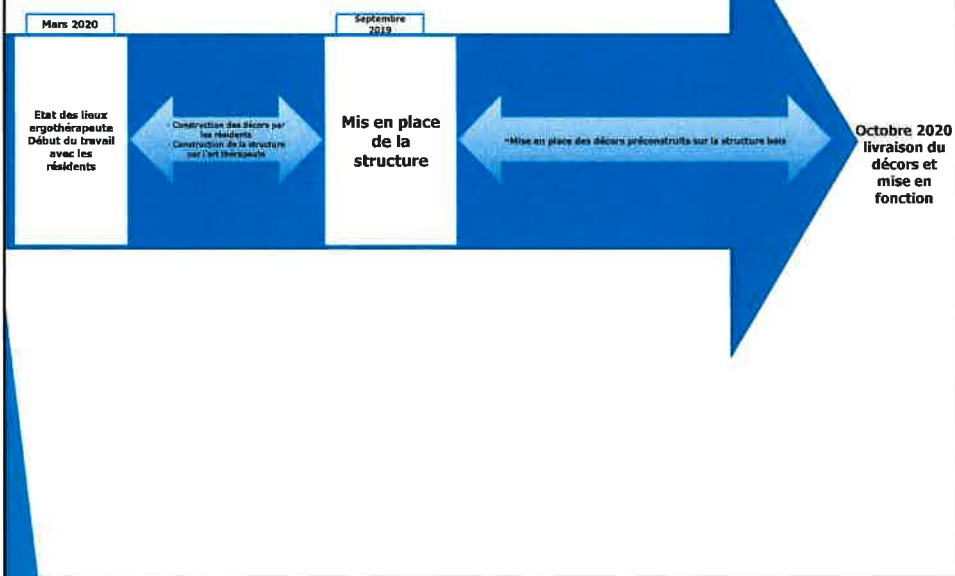 Mars 2020
Septembre
2019
Etat des lieux
ergothérapeute
Début du travail
avec les
résidents
- Construction des décors par
les résidents
- Construction de la structure
par l'art thérapeute
Mis en place
de la
structure
-Mise en place des décors préconstruits sur la structure bois
Octobre 2020
livraison du
décors et
mise en
fonction